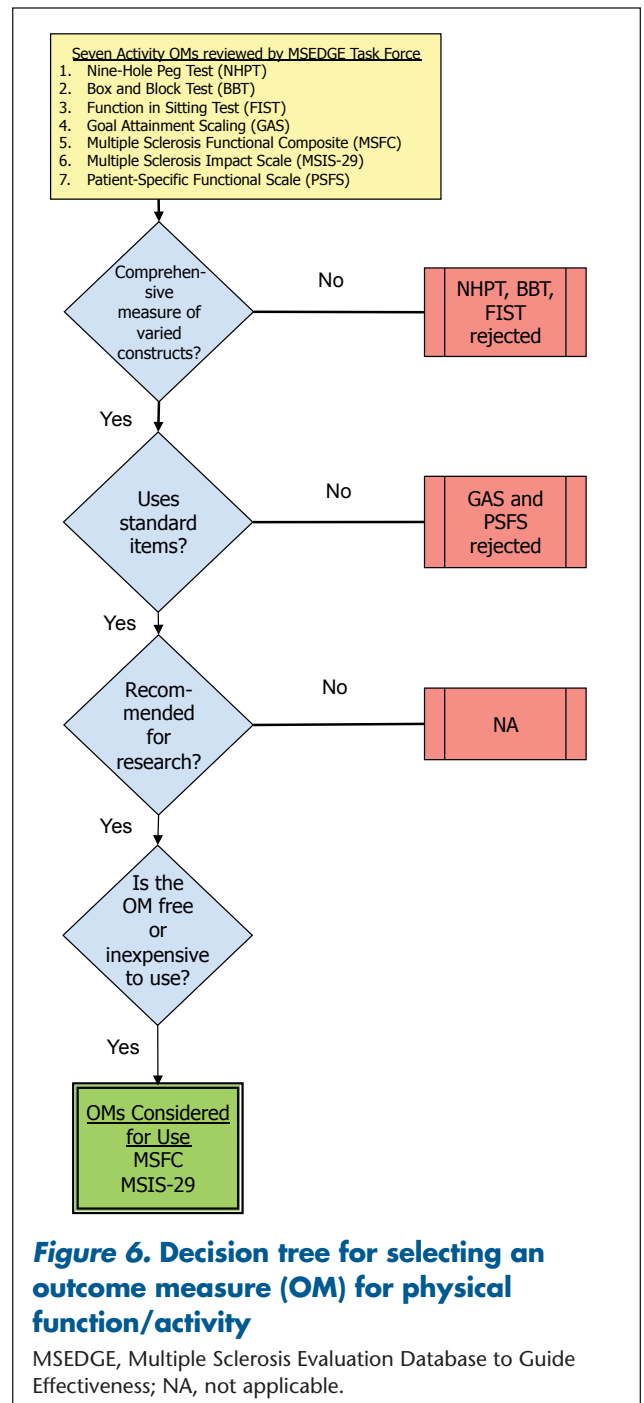 Seven Activity OMs reviewed by MSEDGE Task Force
1. Nine-Hole Peg Test (NHPT)
2. Box and Block Test (BBT)
3. Function in Sitting Test (FIST)
4. Goal Attainment Scaling (GAS)
5. Multiple Sclerosis Functional Composite (MSFC)
6. Multiple Sclerosis Impact Scale (MSIS-29)
7. Patient-Specific Functional Scale (PSFS)
Comprehen-
sive
measure of
varied
constructs?
No
NHPT, BBT,
FIST
rejected
Yes
Uses
standard
items?
No
GAS and
PSFS
rejected
Yes
Recom-
mended
for
research?
No
NA
Yes
Is the
OM free
or
inexpensive
to use?
Yes
OMs Considered
for Use
MSFC
MSIS-29
Figure 6. Decision tree for selecting an
outcome measure (OM) for physical
function/activity
MSEDGE, Multiple Sclerosis Evaluation Database to Guide
Effectiveness; NA, not applicable.